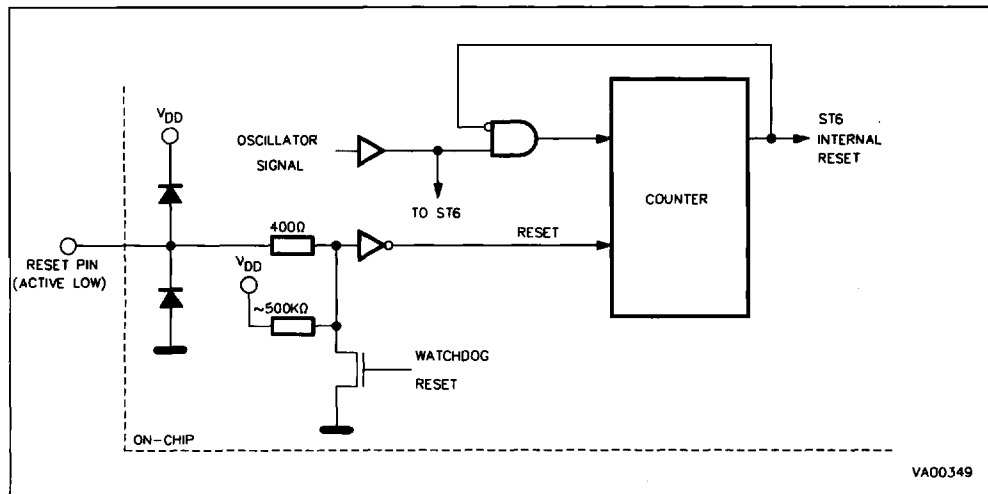 VDD
OSCILLATOR
SIGNAL
TO ST6
COUNTER
ST6
INTERNAL
RESET
400Ω
RESET
RESET PIN
(ACTIVE LOW)
VDD
~500KΩ
WATCHDOG
RESET
ON-CHIP
VA00349